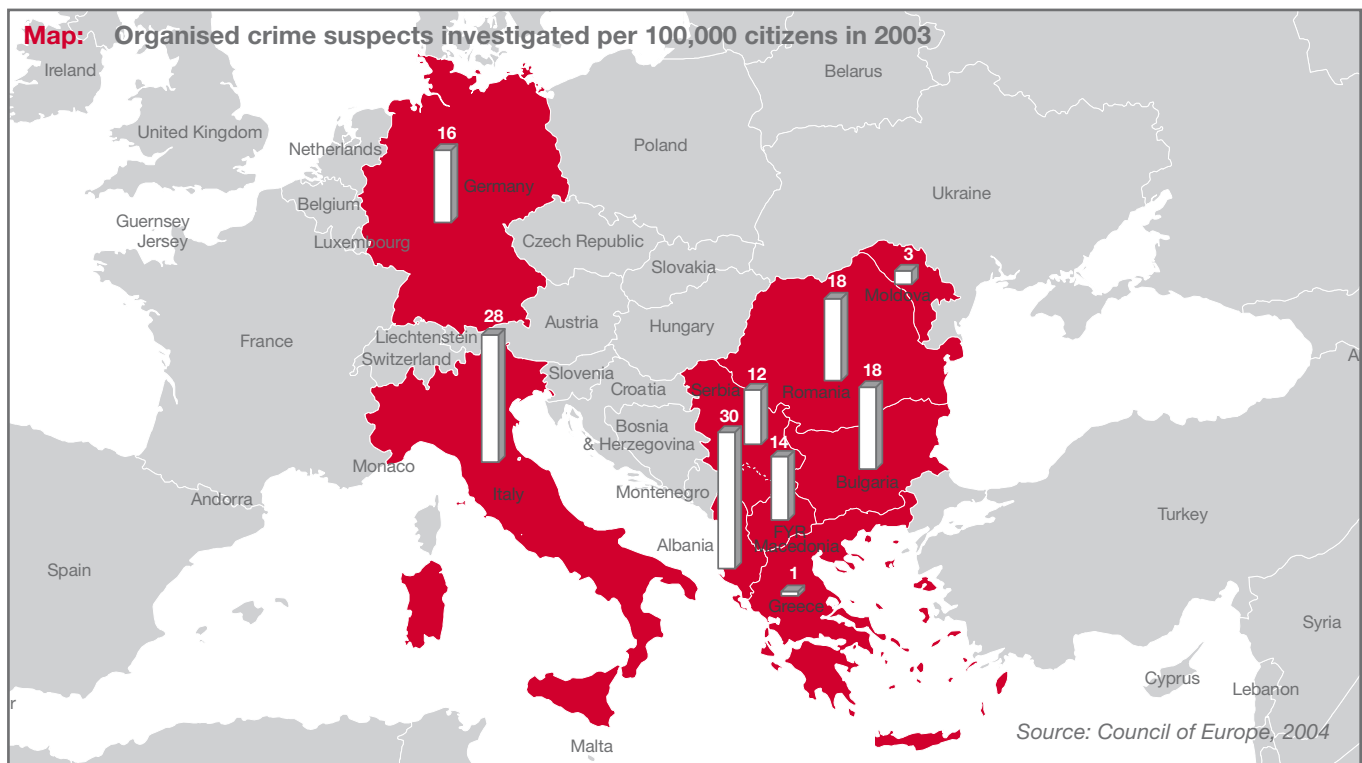 Map: Organised crime suspects investigated per 100,000 citizens in 2003
Ireland
Belarus
United Kingdom
16
Netherlands
Poland
Germany
Ukraine
Belgium
Guernsey
Jersey
Luxembourg
Czech Republic
3
Slovakia
18
Moldova
28
Austria
Hungary
Liechtenstein
France
Switzerland
A
Slovenia
12
18
Croatia
Serbia
Romania
30
Bosnia
& Herzegovina
14
Monaco
Bulgaria
Montenegro
Italy
Andorra
Turkey
FYR
Macedonia
Albania
Spain
1
Greece
Syria
Cyprus
Lebanon
r
Source: Council of Europe, 2004
Malta